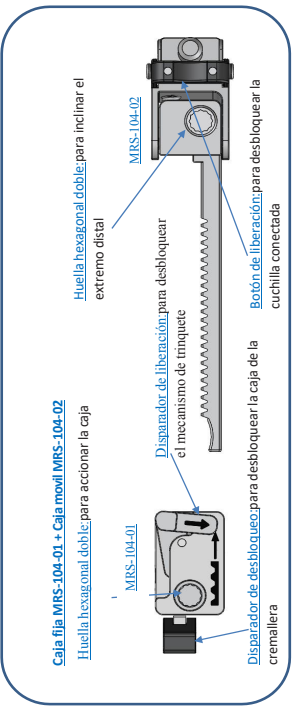 Caja fija MRS-104-01 + Caja movil MRS-104-02
Huella hexagonal doble:para accionar la caja
MRS-104-01
Disparador de liberación:para desbloquear
el mecanismo de trinquete
Huella hexagonal doble:para inclinar el
extremo distal
MRS-104-02
Disparador de desbloqueo:para desbloquear la caja de la
cremallera
Botón de liberación:para desbloquear la
cuchilla conectada